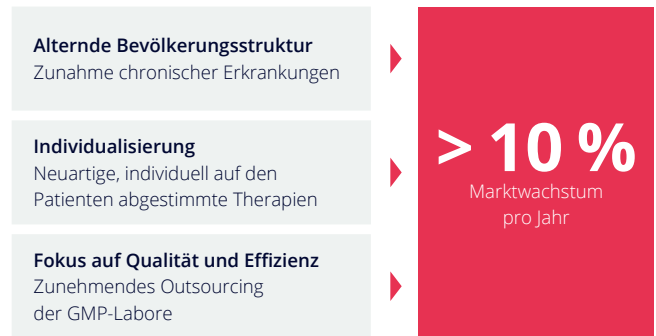 Alternde Bevölkerungsstruktur
Zunahme chronischer Erkrankungen
Individualisierung
Neuartige, individuell auf den
Patienten abgestimmte Therapien
Fokus auf Qualität und Effizienz
Zunehmendes Outsourcing
der GMP-Labore
> 10 %
Marktwachstum
pro Jahr